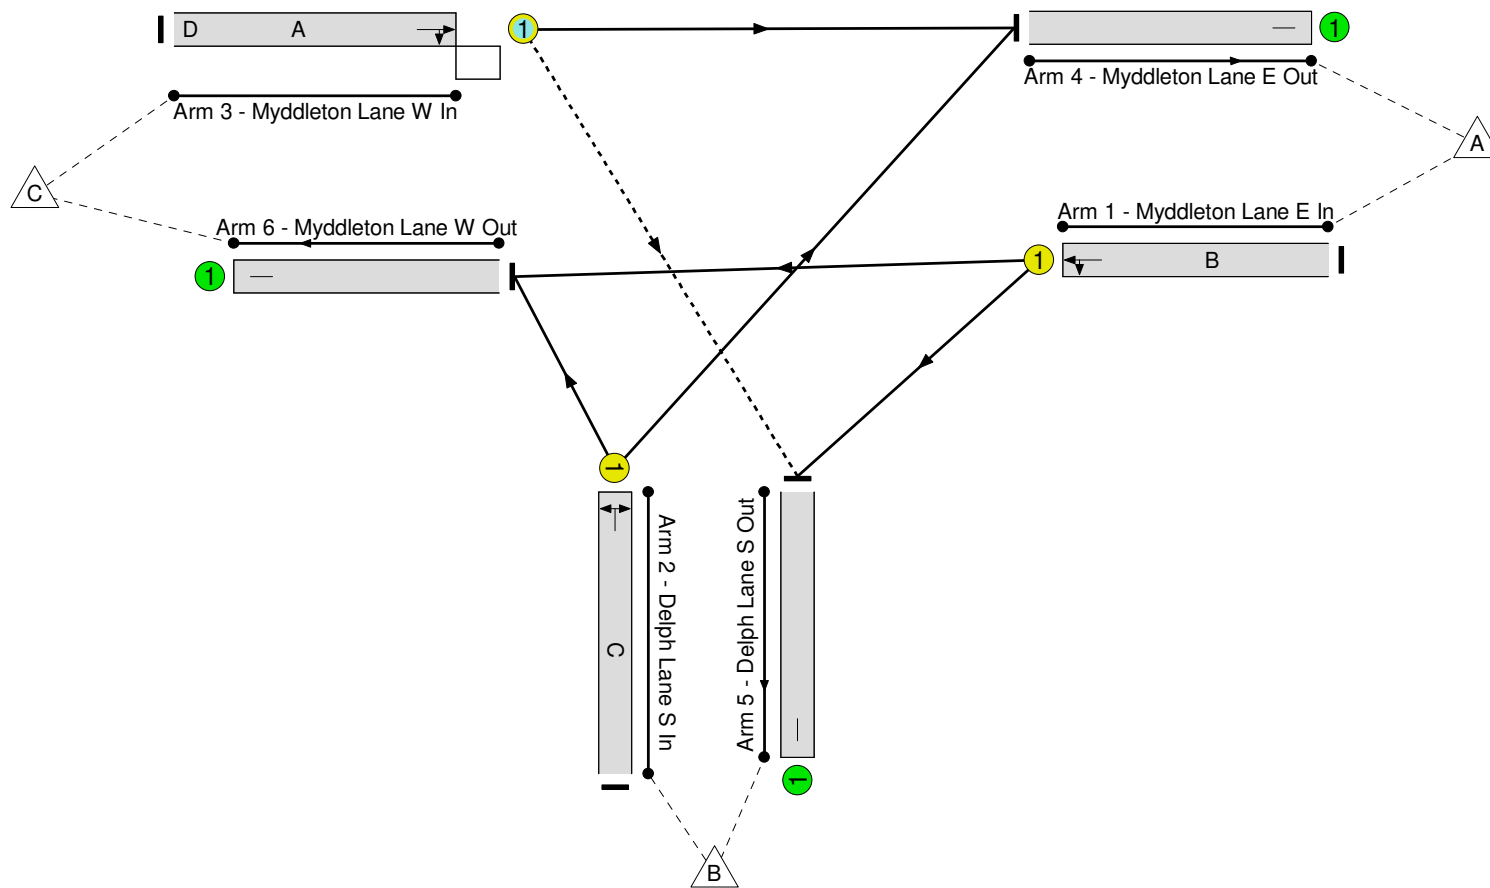 D A 1 1
Arm 4 - Myddleton Lane E Out
Arm 3 - Myddleton Lane W In
A
C
Arm 1 - Myddleton Lane E In
Arm 6 - Myddleton Lane W Out
1 1 B
1
Arm 2 - Delph Lane S In
Arm 5 - Delph Lane S Out
C
1
B